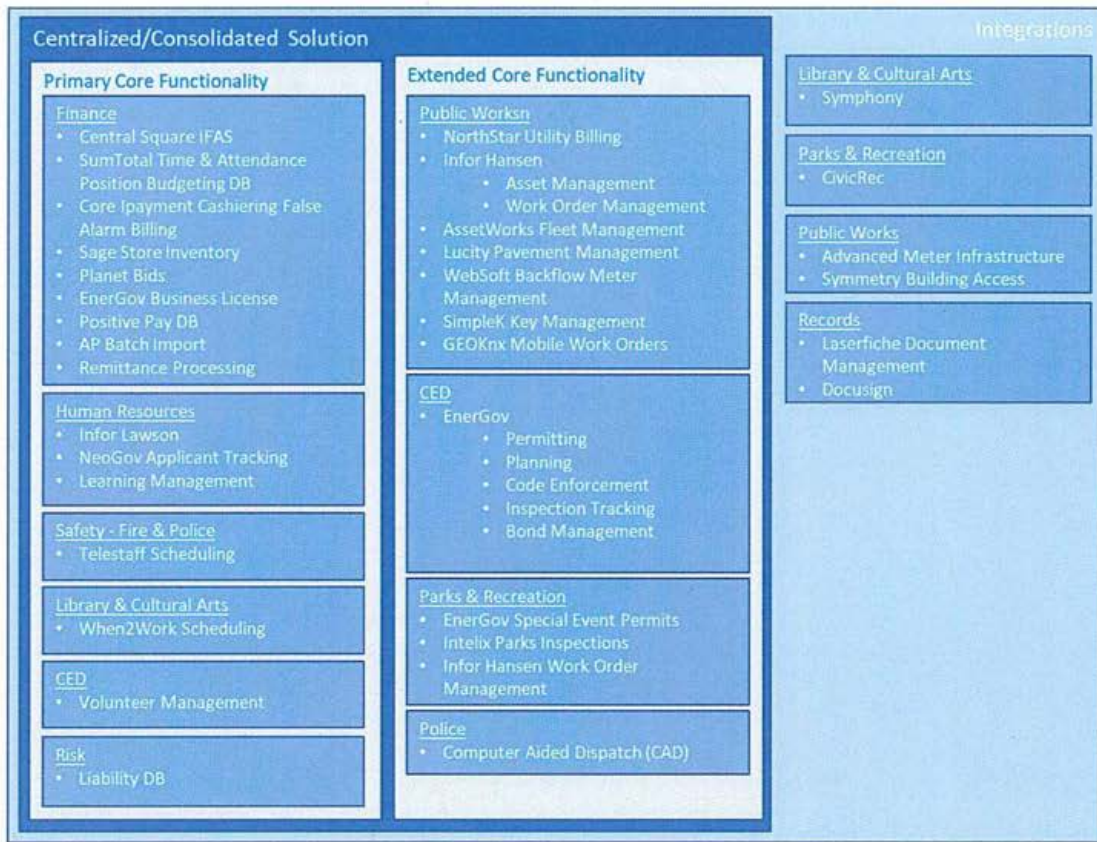 Centralized/Consolidated Solution
Primary Core Functionality
Finance
• Central Square IFAS
• SumTotal Time & Attendance
Position Budgeting DB
• Core Ipayment Cashiering False
Alarm Billing
• Sage Store Inventory
• Planet Bids
• EnerGov Business License
• Positive Pay DB
• AP Batch Import
• Remittance Processing
Human Resources
• Infor Lawson
• NeoGov Applicant Tracking
• Learning Management
Safety - Fire & Police
• Telestaff Scheduling
Library & Cultural Arts
• When2Work Scheduling
CED
• Volunteer Management
Risk
• Liability DB
Extended Core Functionality
Public Worksn
• NorthStar Utility Billing
• Infor Hansen
• Asset Management
• Work Order Management
• AssetWorks Fleet Management
• Lucity Pavement Management
• WebSoft Backflow Meter
Management
• SimpleK Key Management
• GEOKnx Mobile Work Orders
CED
• EnerGov
• Permitting
• Planning
• Code Enforcement
• Inspection Tracking
• Bond Management
Parks & Recreation
• EnerGov Special Event Permits
• Intelix Parks Inspections
• Infor Hansen Work Order
Management
Police
• Computer Aided Dispatch (CAD)
Integrations
Library & Cultural Arts
• Symphony
Parks & Recreation
• CivicRec
Public Works
• Advanced Meter Infrastructure
• Symmetry Building Access
Records
• Laserfiche Document
Management
• Docusign